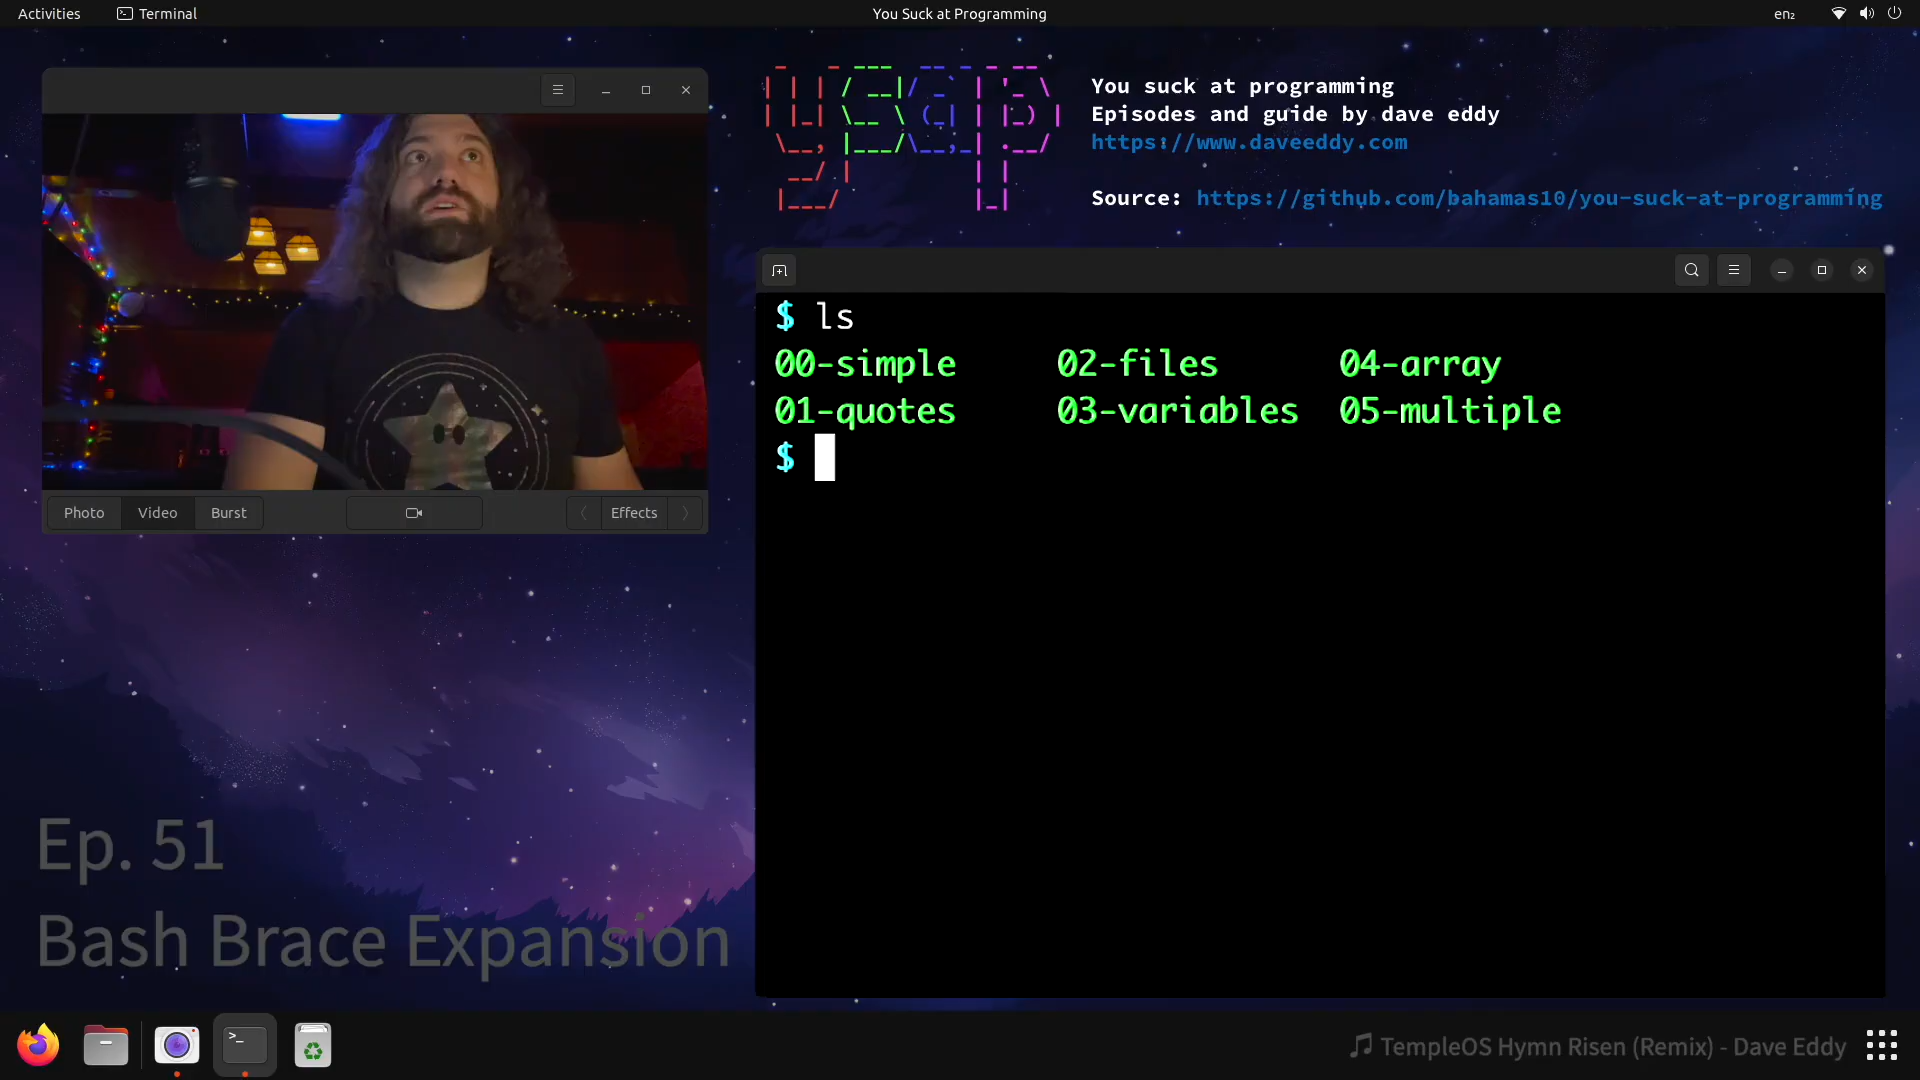 Activities
Terminal
You Suck at Programming
en₂
You suck at programming
Episodes and guide by dave eddy
https://www.daveeddy.com
Source: https://github.com/bahamas10/you-suck-at-programming
$ ls
00-simple 02-files 04-array
01-quotes 03-variables 05-multiple
$
Photo
Video
Burst
Effects
Ep. 51
Bash Brace Expansion
TempleOS Hymn Risen (Remix) - Dave Eddy